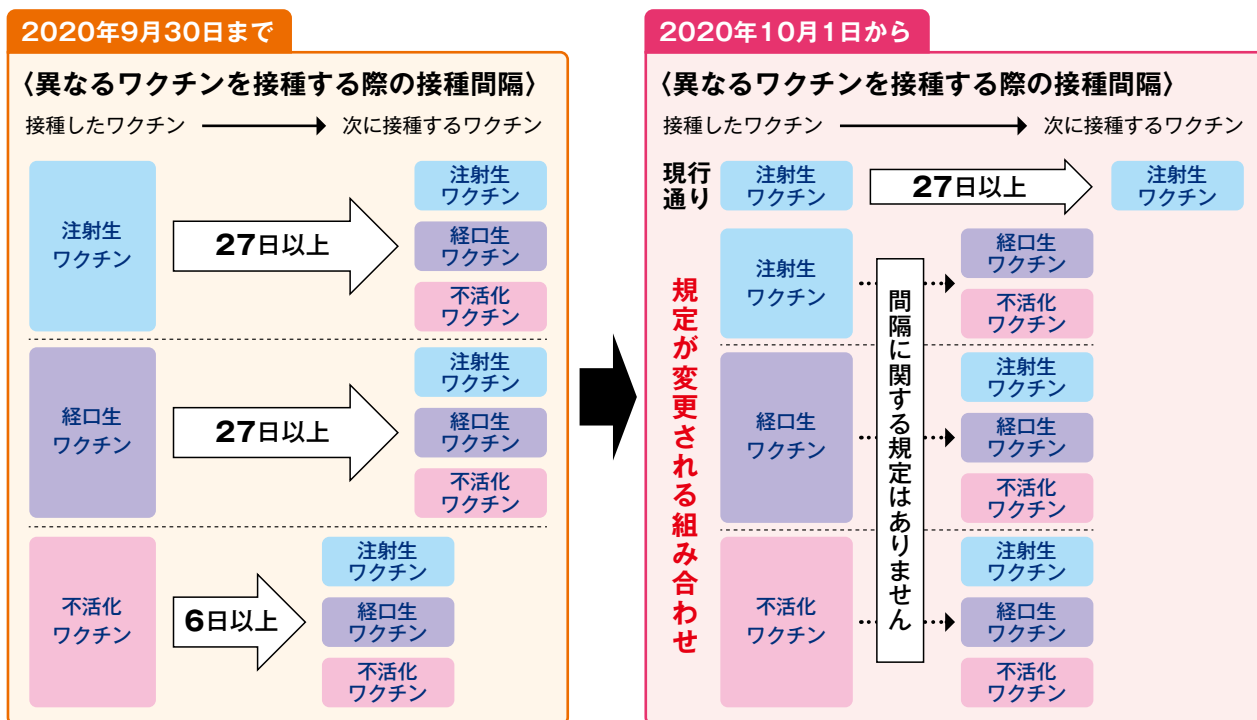 2020年9月30日まで
〈異なるワクチンを接種する際の接種間隔〉
接種したワクチン
次に接種するワクチン
注射生
ワクチン
27日以上
注射生
ワクチン
経口生
ワクチン
不活化
ワクチン
経口生
ワクチン
27日以上
注射生
ワクチン
経口生
ワクチン
不活化
ワクチン
不活化
ワクチン
6日以上
注射生
ワクチン
経口生
ワクチン
不活化
ワクチン
2020年10月1日から
〈異なるワクチンを接種する際の接種間隔〉
接種したワクチン
次に接種するワクチン
現行
通り
注射生
ワクチン
27日以上
注射生
ワクチン
規定が変更される組み合わせ
注射生
ワクチン
間隔に関する規定はありません
経口生
ワクチン
不活化
ワクチン
経口生
ワクチン
注射生
ワクチン
経口生
ワクチン
不活化
ワクチン
不活化
ワクチン
注射生
ワクチン
経口生
ワクチン
不活化
ワクチン